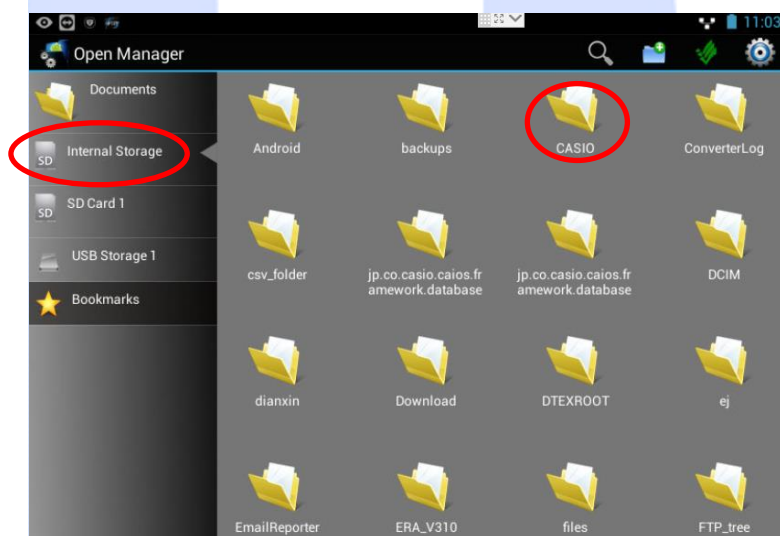 11:03
Open Manager
Documents
Internal Storage
SD
SD Card 1
SD
USB Storage 1
Bookmarks
Android
backups
CASIO
ConverterLog
csv_folder
jp.co.casio.caios.fr
amework.database
jp.co.casio.caios.fr
amework.database
DCIM
dianxin
Download
DTEXROOT
ej
EmailReporter
ERA_V310
files
FTP_tree